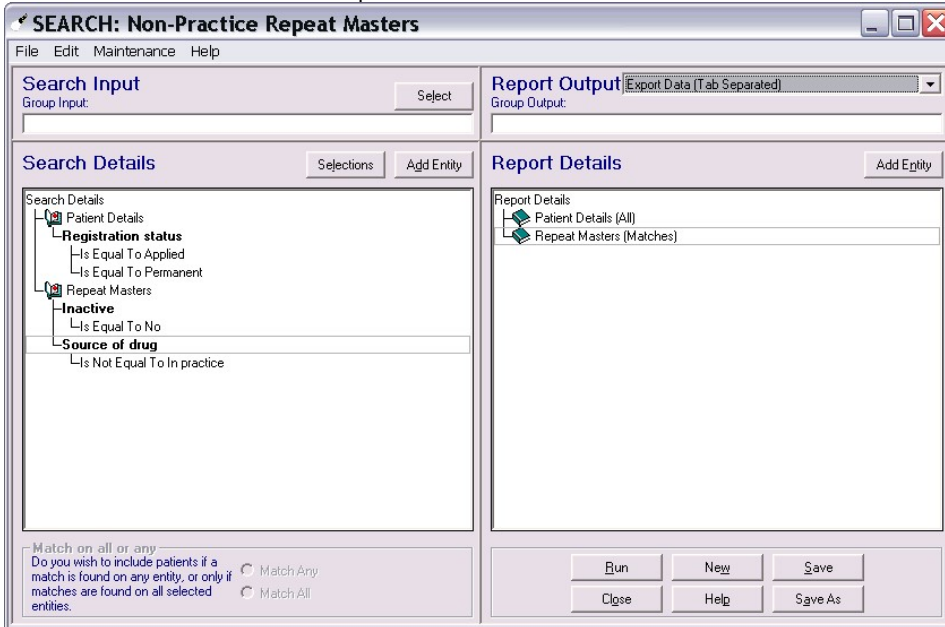 SEARCH: Non-Practice Repeat Masters
File Edit Maintenance Help
Search Input
Group Input:
Select
Report Output Export Data (Tab Separated)
Group Output:
Search Details Selections Add Entity
Search Details
Patient Details
Registration status
Is Equal To Applied
Is Equal To Permanent
Repeat Masters
Inactive
Is Equal To No
Source of drug
Is Not Equal To In practice
Report Details Add Entity
Report Details
Patient Details (All)
Repeat Masters (Matches)
Match on all or any
Do you wish to include patients if a
match is found on any entity, or only if
matches are found on all selected
entities.
Match Any
Match All
Run New Save
Close Help Save As